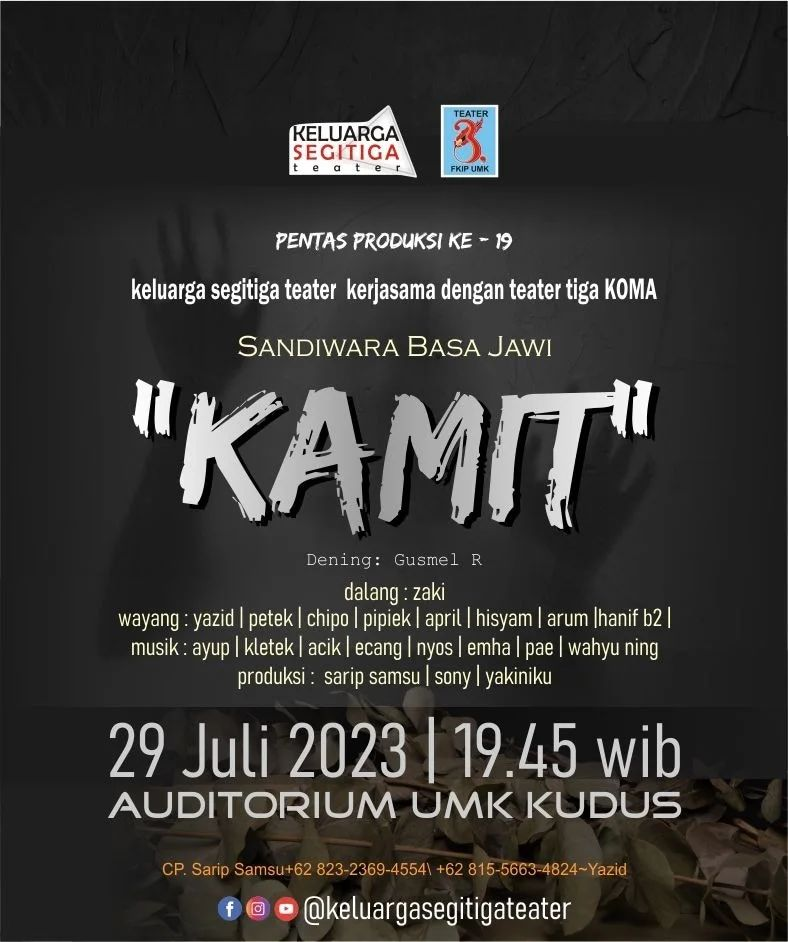 KELUARGA
SEGITIGA
teater
TEATER
3
FKIP UMK
PENTAS PRODUKSI KE - 19
keluarga segitiga teater kerjasama dengan teater tiga KOMA
SANDIWARA BASA JAWI
"KAMIT"
Dening: Gusmel R
dalang : zaki
wayang : yazid | petek | chipo | pipiek | april | hisyam | arum |hanif b2 |
musik : ayup | kletek | acik | ecang | nyos | emha | pae | wahyu ning
produksi : sarip samsu | sony | yakiniku
29 Juli 2023 | 19.45 wib
AUDITORIUM UMK KUDUS
CP. Sarip Samsu+62 823-2369-4554\ +62 815-5663-4824~Yazid
@keluargasegitigateater